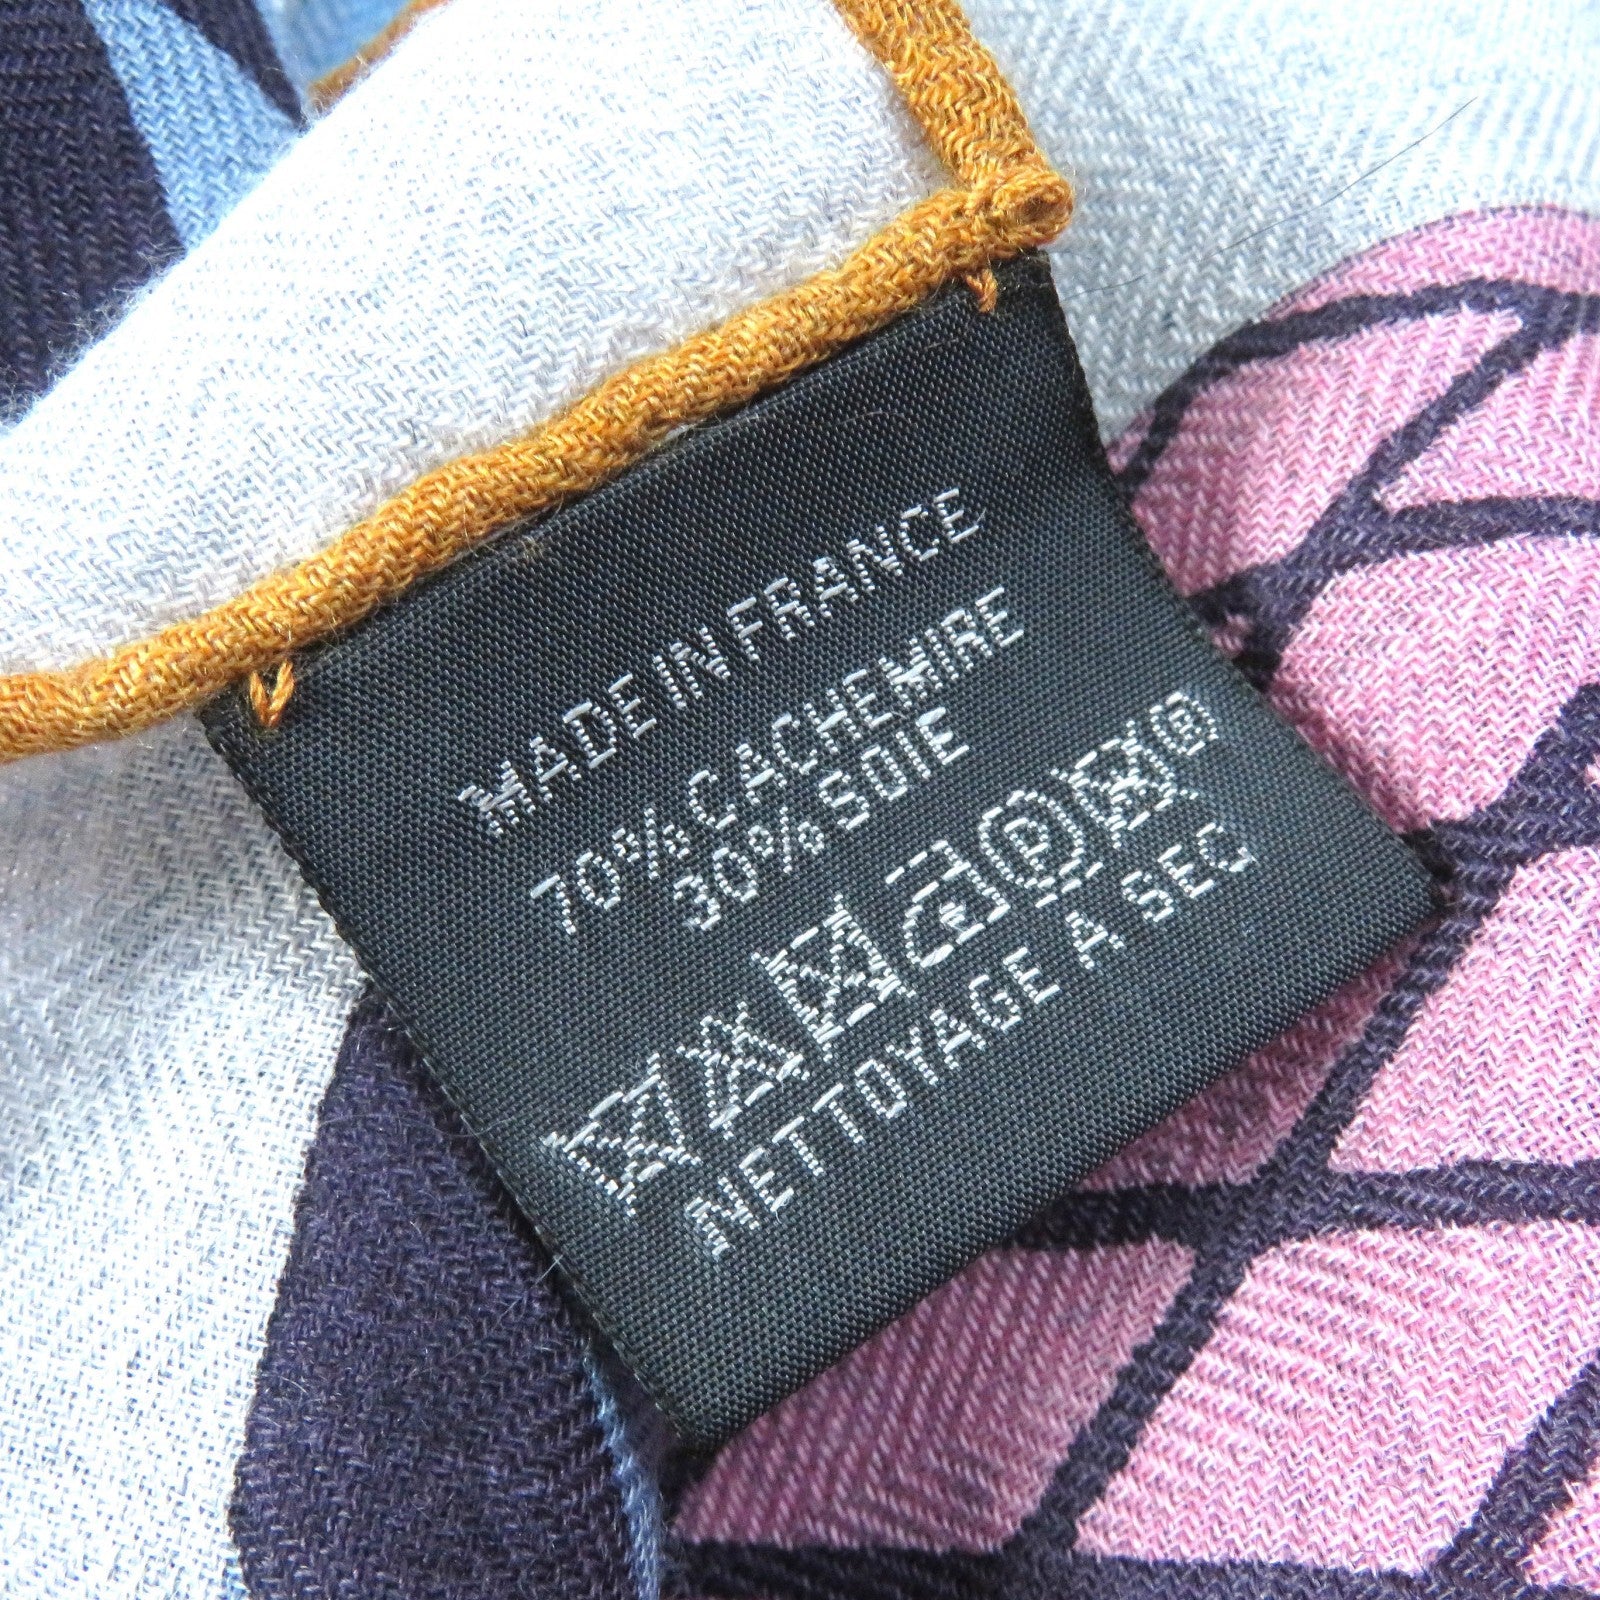 MADE IN FRANCE
70% CACHEMIRE
30% SOIE
P ®
NETTOYAGE A SEC